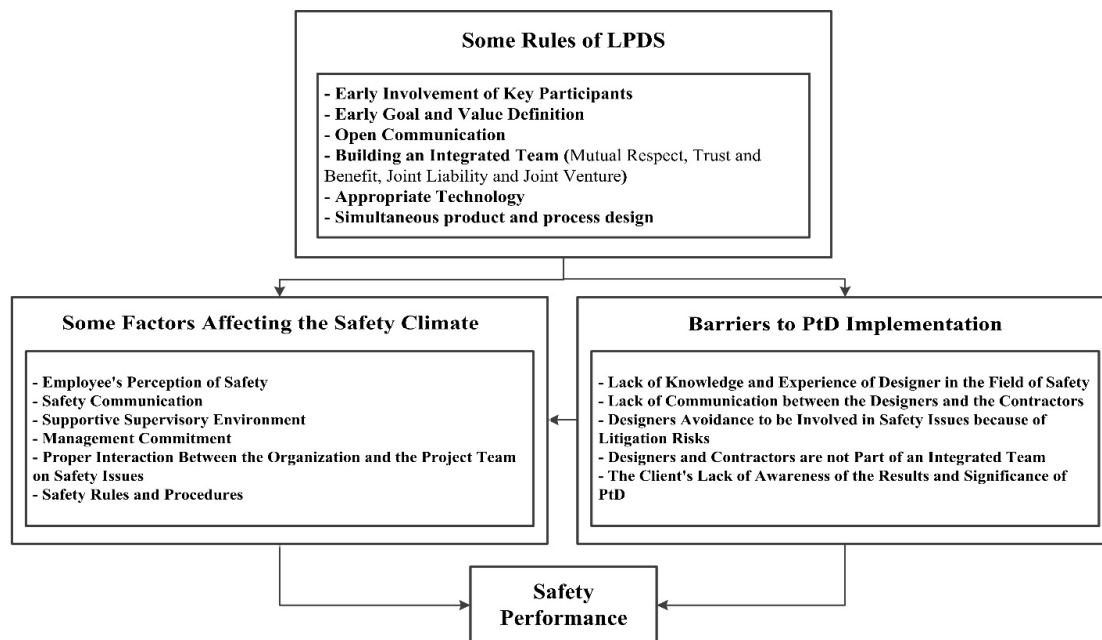 Some Rules of LPDS
- Early Involvement of Key Participants
- Early Goal and Value Definition
- Open Communication
- Building an Integrated Team (Mutual Respect, Trust and
Benefit, Joint Liability and Joint Venture)
- Appropriate Technology
- Simultaneous product and process design
Some Factors Affecting the Safety Climate
- Employee's Perception of Safety
- Safety Communication
- Supportive Supervisory Environment
- Management Commitment
- Proper Interaction Between the Organization and the Project Team
on Safety Issues
- Safety Rules and Procedures
Barriers to PtD Implementation
- Lack of Knowledge and Experience of Designer in the Field of Safety
- Lack of Communication between the Designers and the Contractors
- Designers Avoidance to be Involved in Safety Issues because of
Litigation Risks
- Designers and Contractors are not Part of an Integrated Team
- The Client's Lack of Awareness of the Results and Significance of
PtD
Safety
Performance